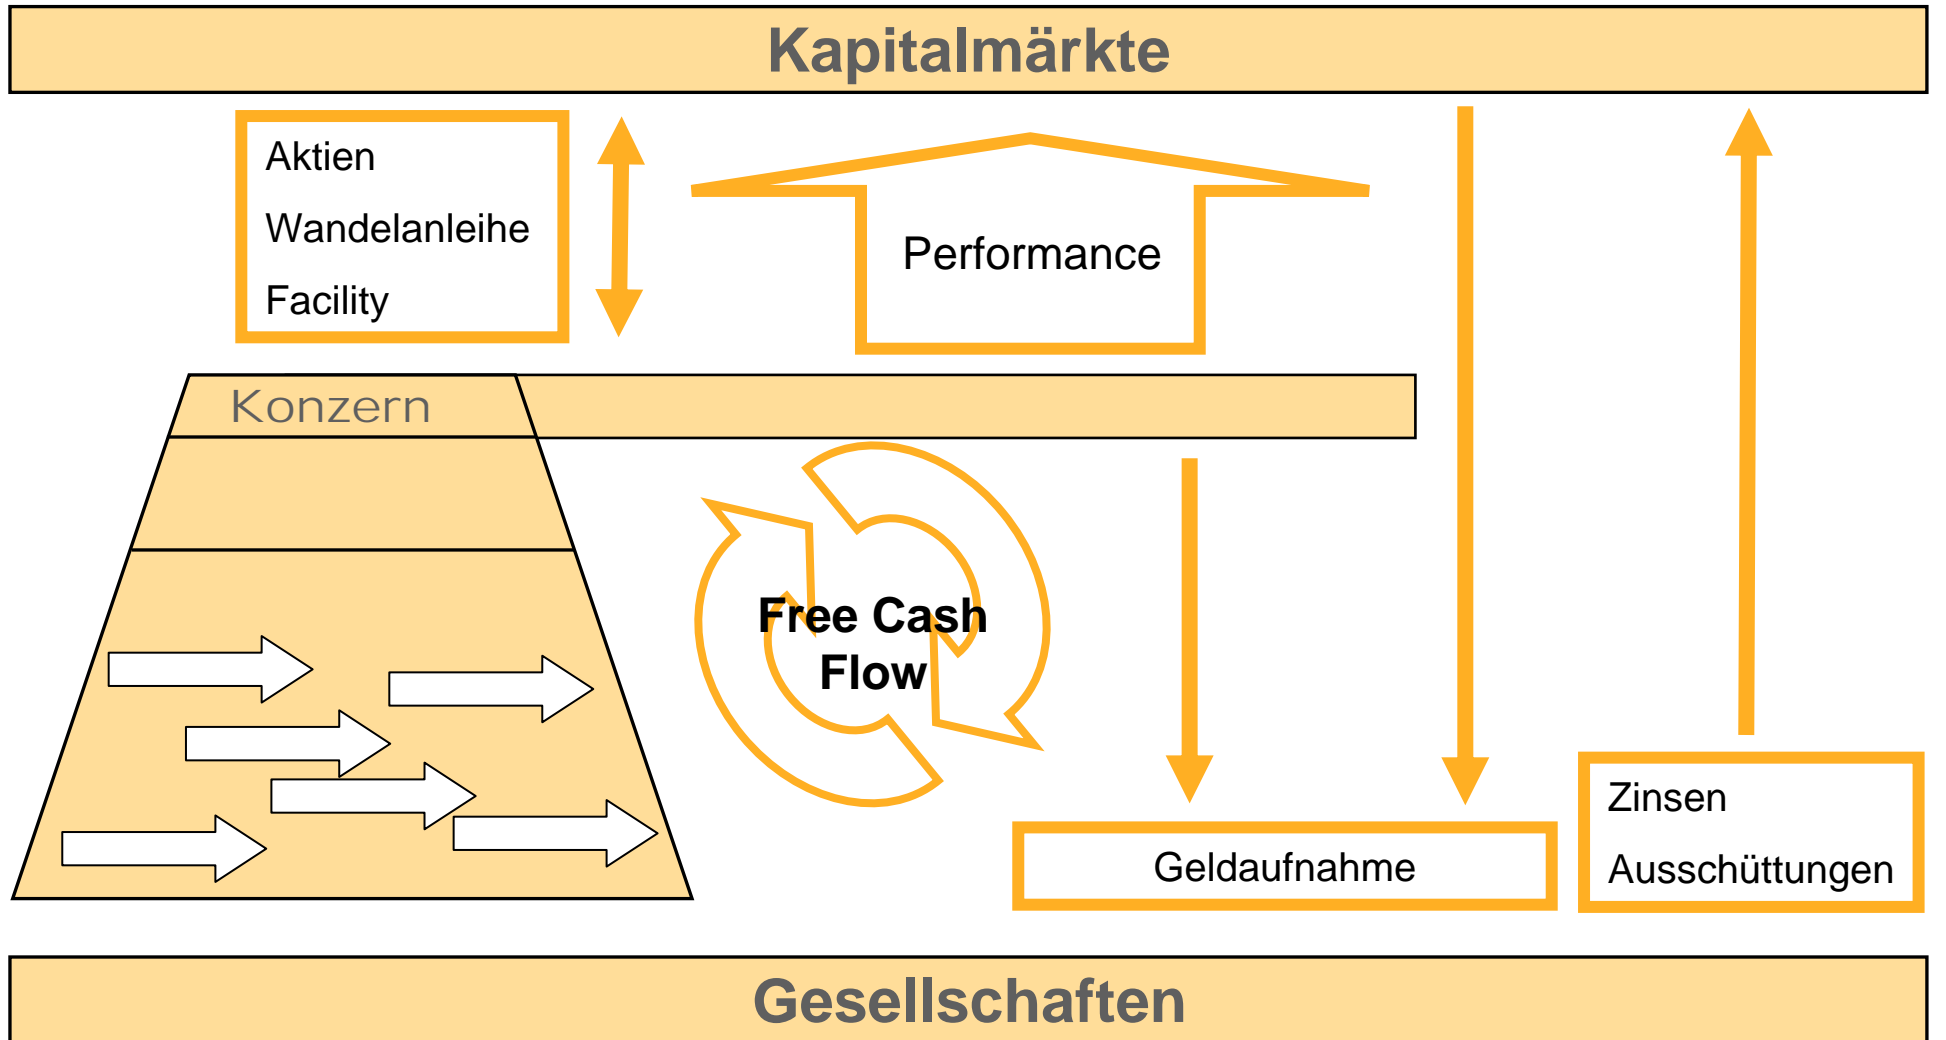 Kapitalmärkte
Aktien
Wandelanleihe
Facility
Performance
Konzern
Free Cash
Flow
Geldaufnahme
Zinsen
Ausschüttungen
Gesellschaften